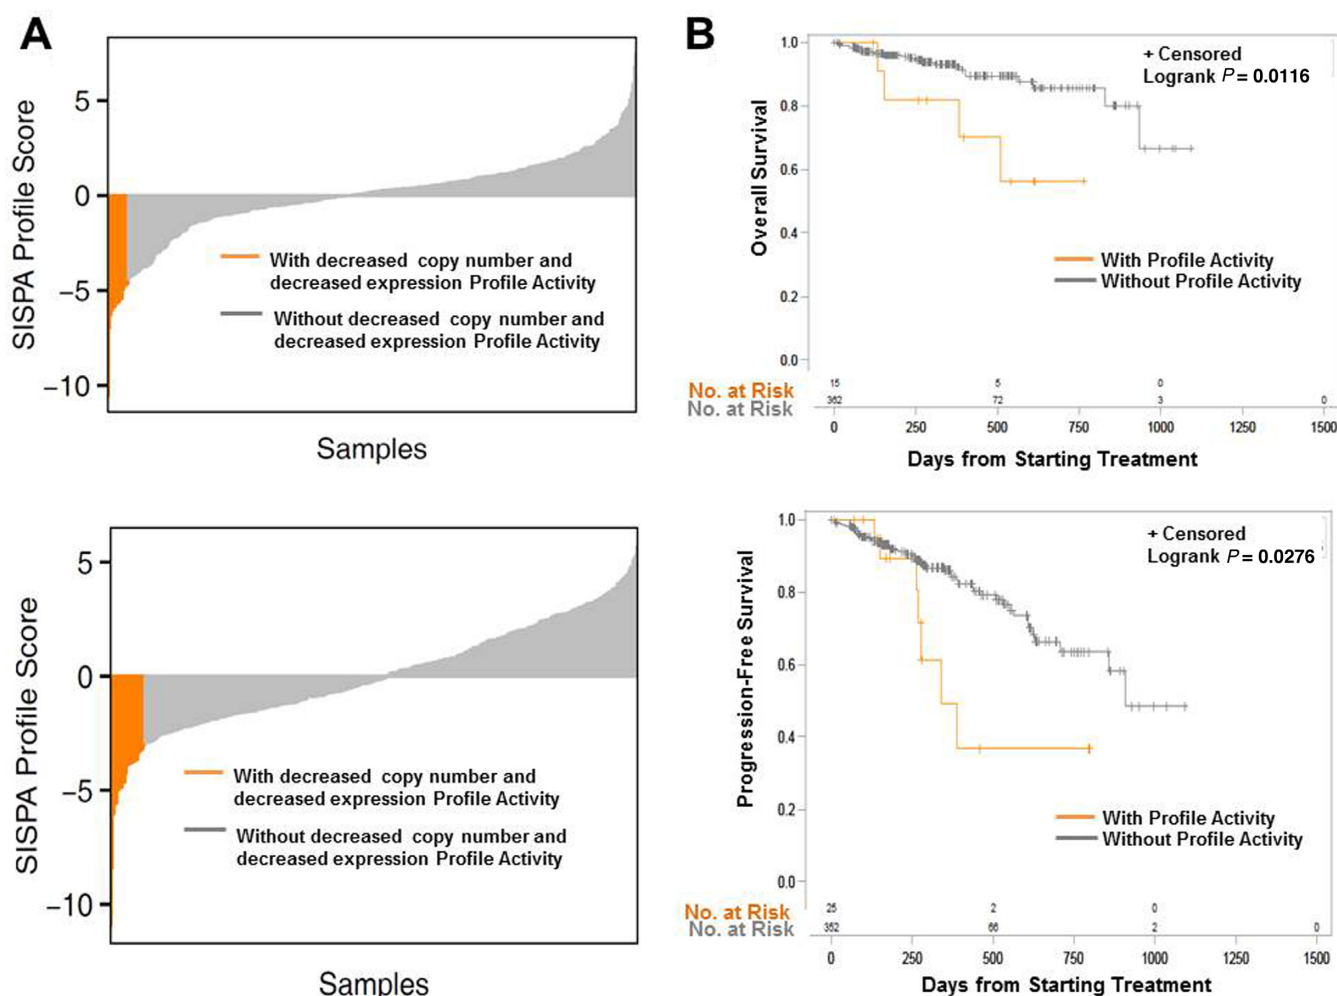 A
SISPA Profile Score
5
0
−5
−10
With decreased copy number and
decreased expression Profile Activity
Without decreased copy number and
decreased expression Profile Activity
Samples
B
Overall Survival
1.0
0.8
0.6
0.4
0.2
0.0
+ Censored
Logrank P = 0.0116
With Profile Activity
Without Profile Activity
No. at Risk 15 5 0
No. at Risk 362 72 3 0
0 250 500 750 1000 1250 1500
Days from Starting Treatment
SISPA Profile Score
5
0
−5
−10
With decreased copy number and
decreased expression Profile Activity
Without decreased copy number and
decreased expression Profile Activity
Samples
Progression-Free Survival
1.0
0.8
0.6
0.4
0.2
0.0
+ Censored
Logrank P = 0.0276
With Profile Activity
Without Profile Activity
No. at Risk 25 2 0
No. at Risk 352 66 2 0
0 250 500 750 1000 1250 1500
Days from Starting Treatment